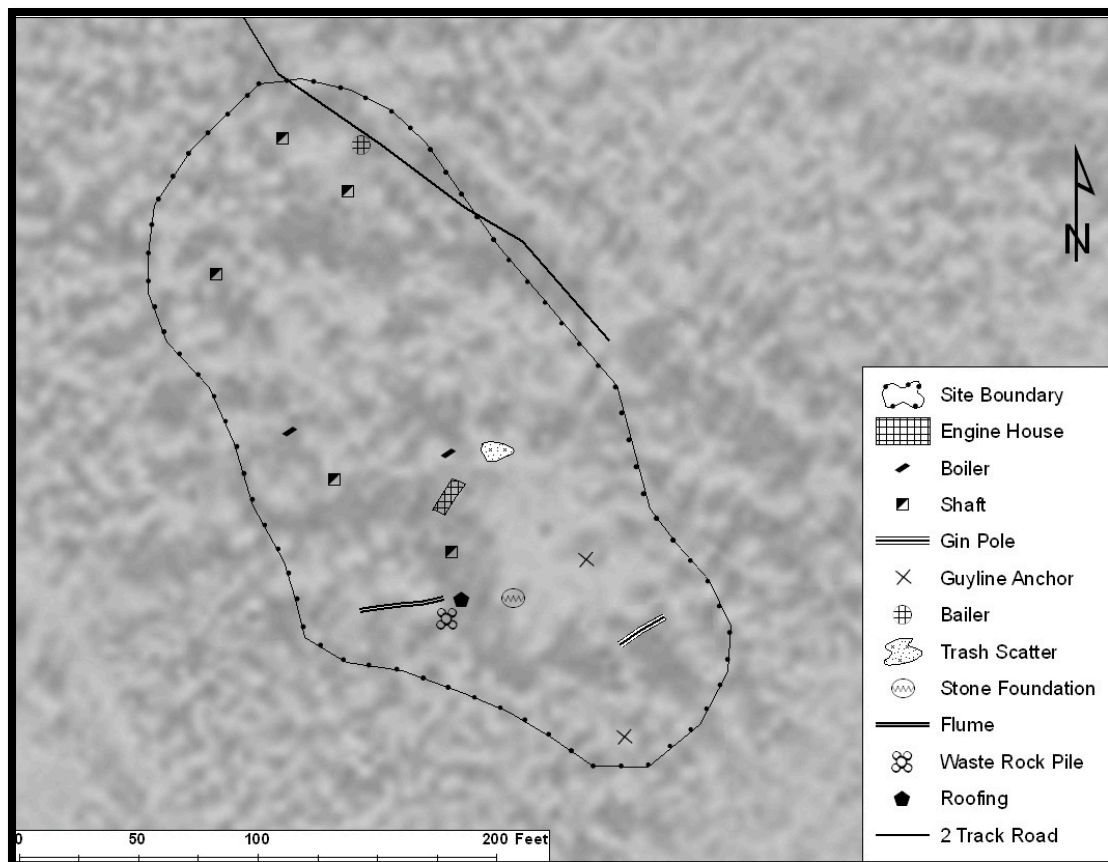 N
Site Boundary
Engine House
Boiler
Shaft
Gin Pole
Guyline Anchor
Bailer
Trash Scatter
Stone Foundation
Flume
Waste Rock Pile
Roofing
2 Track Road
0 50 100 200 Feet